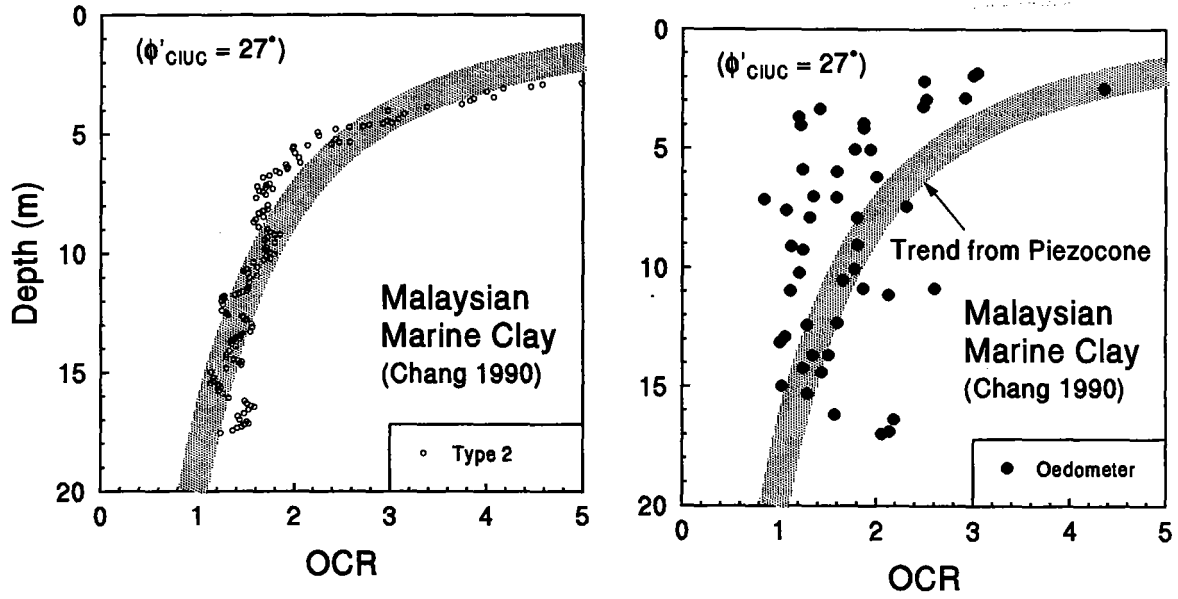 0
5
10
15
20
Depth (m)
(ϕ'CIUC = 27°)
Malaysian
Marine Clay
(Chang 1990)
Type 2
0 1 2 3 4 5
OCR
0
5
10
15
20
(ϕ'CIUC = 27°)
Trend from Piezocone
Malaysian
Marine Clay
(Chang 1990)
Oedometer
0 1 2 3 4 5
OCR